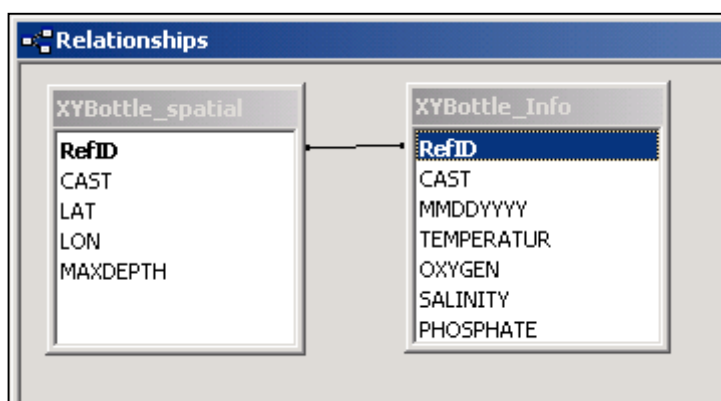 Relationships
XYBottle_spatial
RefID
CAST
LAT
LON
MAXDEPTH
XYBottle_Info
RefID
CAST
MMDDYYYY
TEMPERATUR
OXYGEN
SALINITY
PHOSPHATE